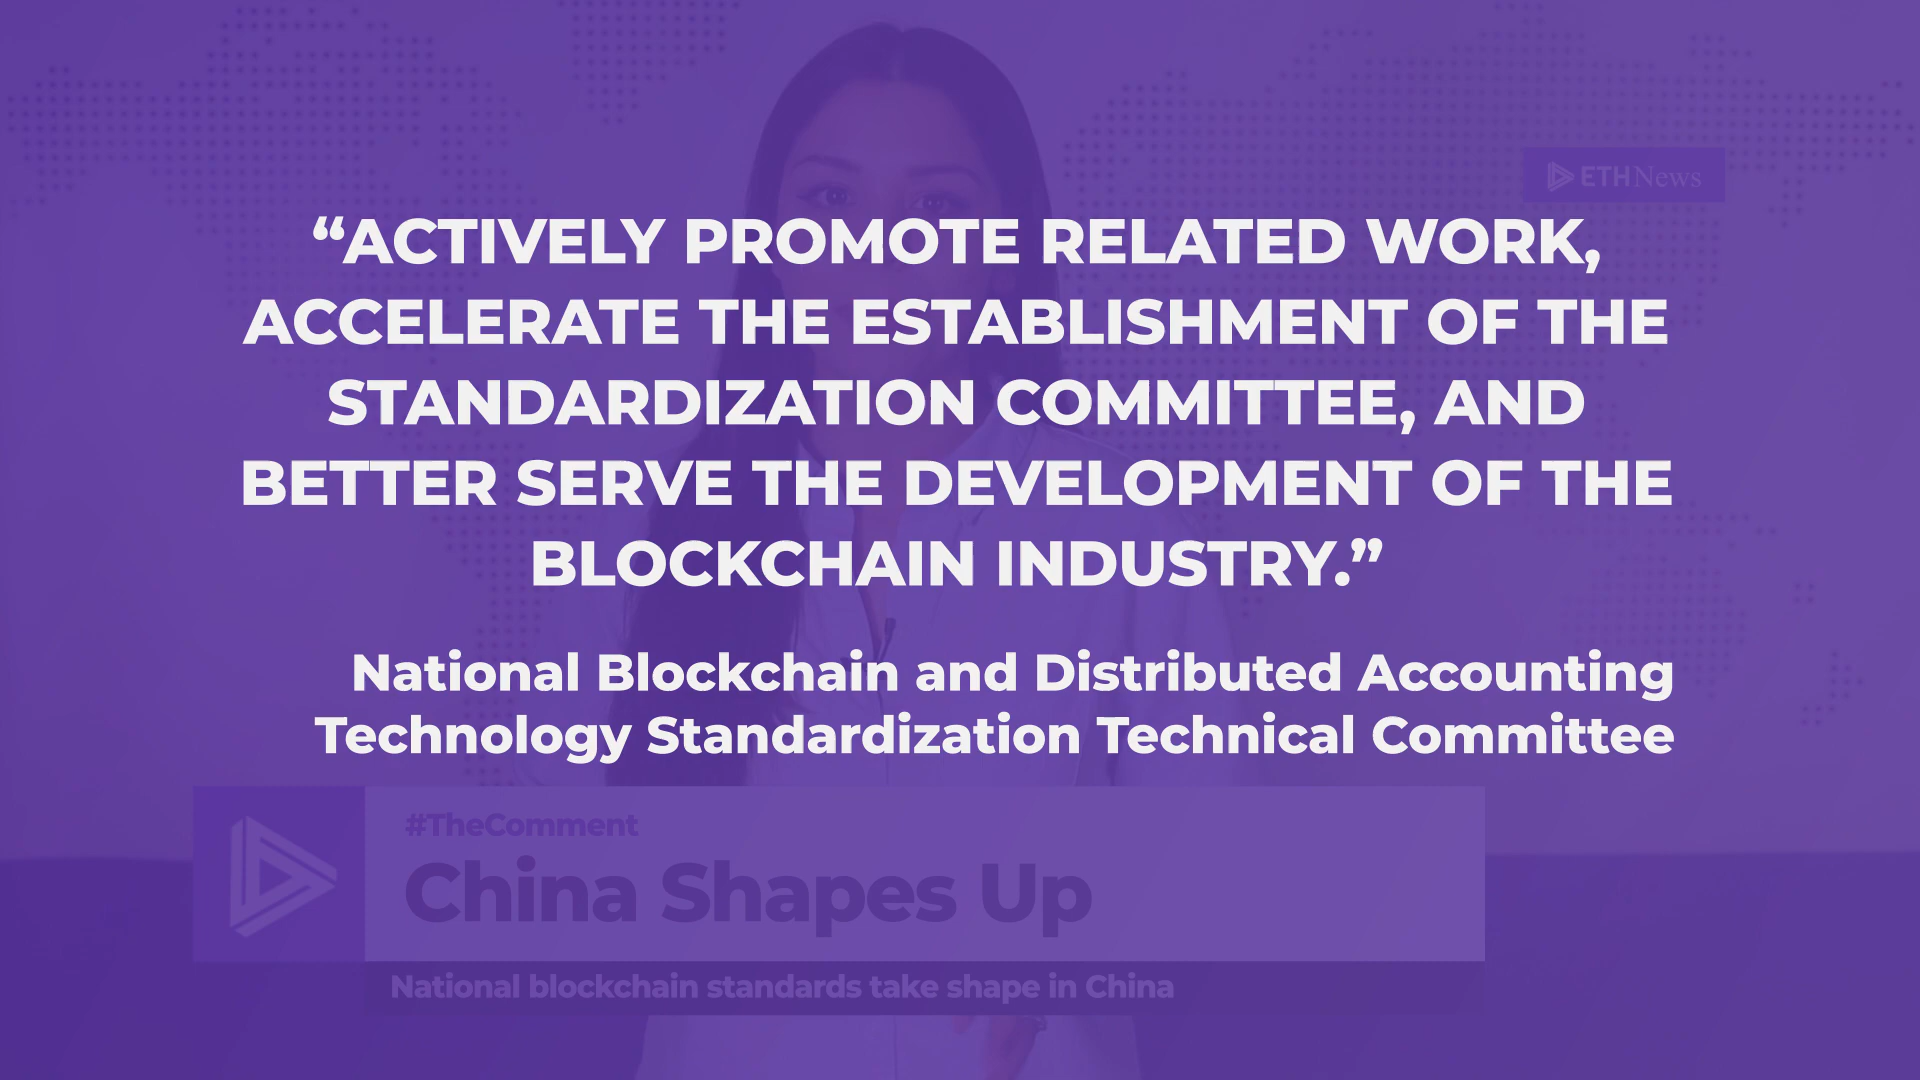 ETHNews
“ACTIVELY PROMOTE RELATED WORK,
ACCELERATE THE ESTABLISHMENT OF THE
STANDARDIZATION COMMITTEE, AND
BETTER SERVE THE DEVELOPMENT OF THE
BLOCKCHAIN INDUSTRY.”
National Blockchain and Distributed Accounting
Technology Standardization Technical Committee
#TheComment
China Shapes Up
National blockchain standards take shape in China